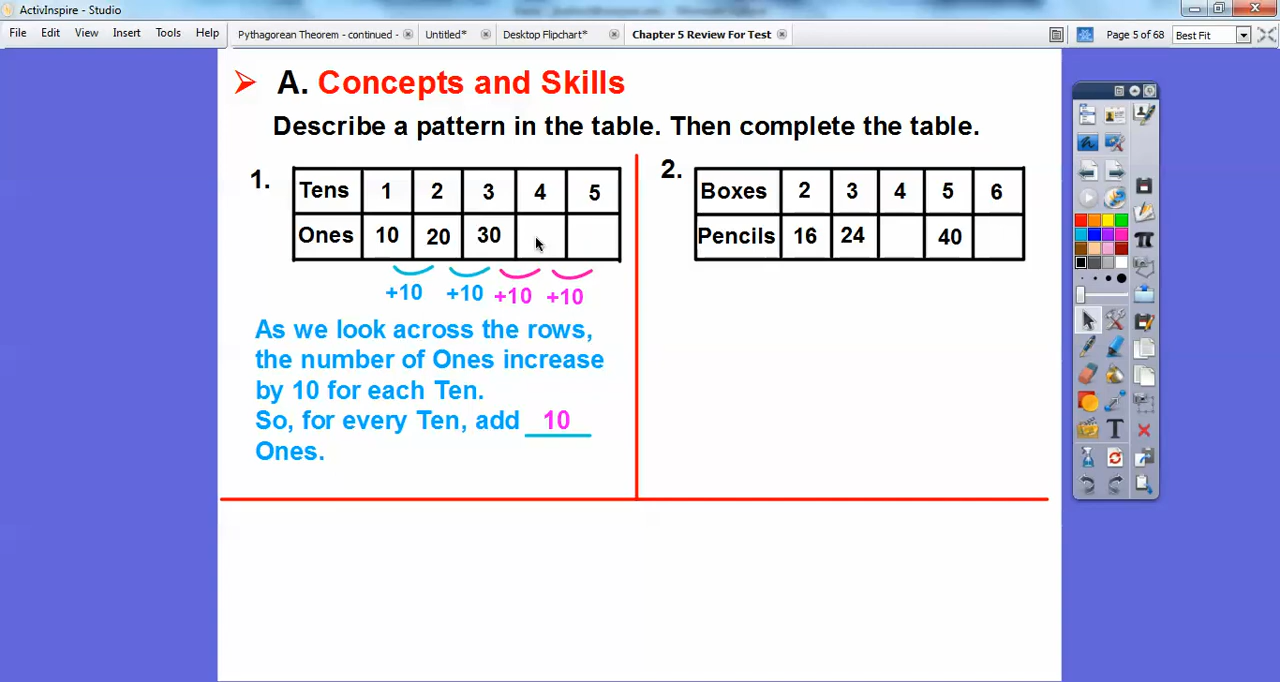 ActivInspire - Studio
File Edit View Insert Tools Help
Pythagorean Theorem - continued - Untitled* Desktop Flipchart* Chapter 5 Review For Test
Page 5 of 68 Best Fit
A. Concepts and Skills
Describe a pattern in the table. Then complete the table.
1.
Tens 1 2 3 4 5
Ones 10 20 30
+10 +10 +10 +10
As we look across the rows,
the number of Ones increase
by 10 for each Ten.
So, for every Ten, add 10
Ones.
2.
Boxes 2 3 4 5 6
Pencils 16 24 40